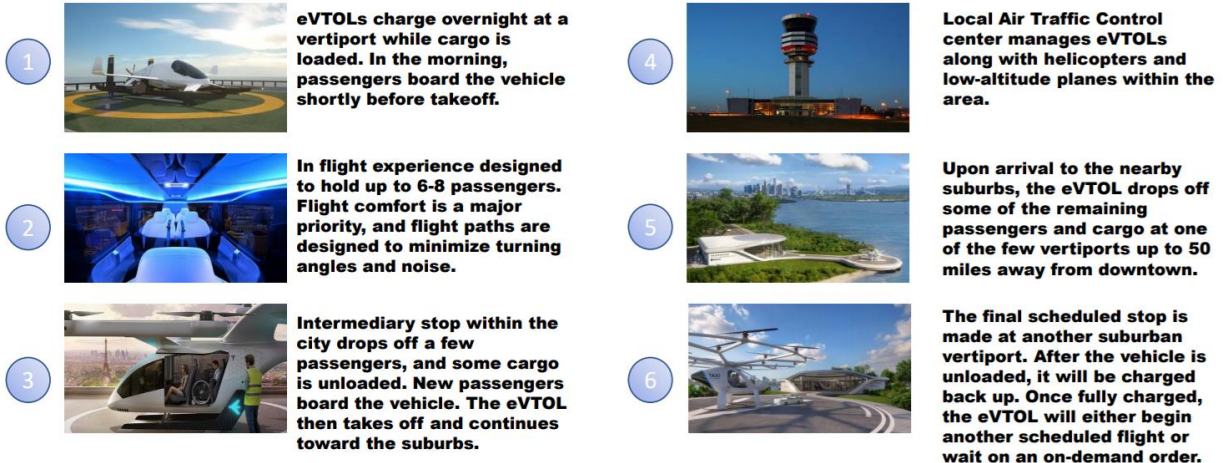 1
eVTOLs charge overnight at a
vertiport while cargo is
loaded. In the morning,
passengers board the vehicle
shortly before takeoff.
2
In flight experience designed
to hold up to 6-8 passengers.
Flight comfort is a major
priority, and flight paths are
designed to minimize turning
angles and noise.
3
Intermediary stop within the
city drops off a few
passengers, and some cargo
is unloaded. New passengers
board the vehicle. The eVTOL
then takes off and continues
toward the suburbs.
4
Local Air Traffic Control
center manages eVTOLs
along with helicopters and
low-altitude planes within the
area.
5
Upon arrival to the nearby
suburbs, the eVTOL drops off
some of the remaining
passengers and cargo at one
of the few vertiports up to 50
miles away from downtown.
6
TAXI
The final scheduled stop is
made at another suburban
vertiport. After the vehicle is
unloaded, it will be charged
back up. Once fully charged,
the eVTOL will either begin
another scheduled flight or
wait on an on-demand order.